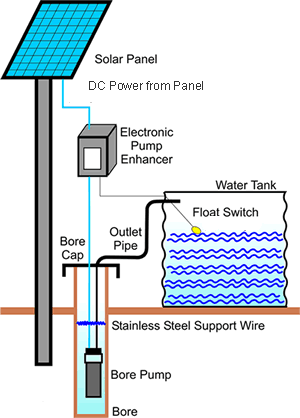 Solar Panel
DC Power from Panel
Electronic
Pump
Enhancer
Water Tank
Float Switch
Outlet
Pipe
Bore
Cap
Stainless Steel Support Wire
Bore Pump
Bore